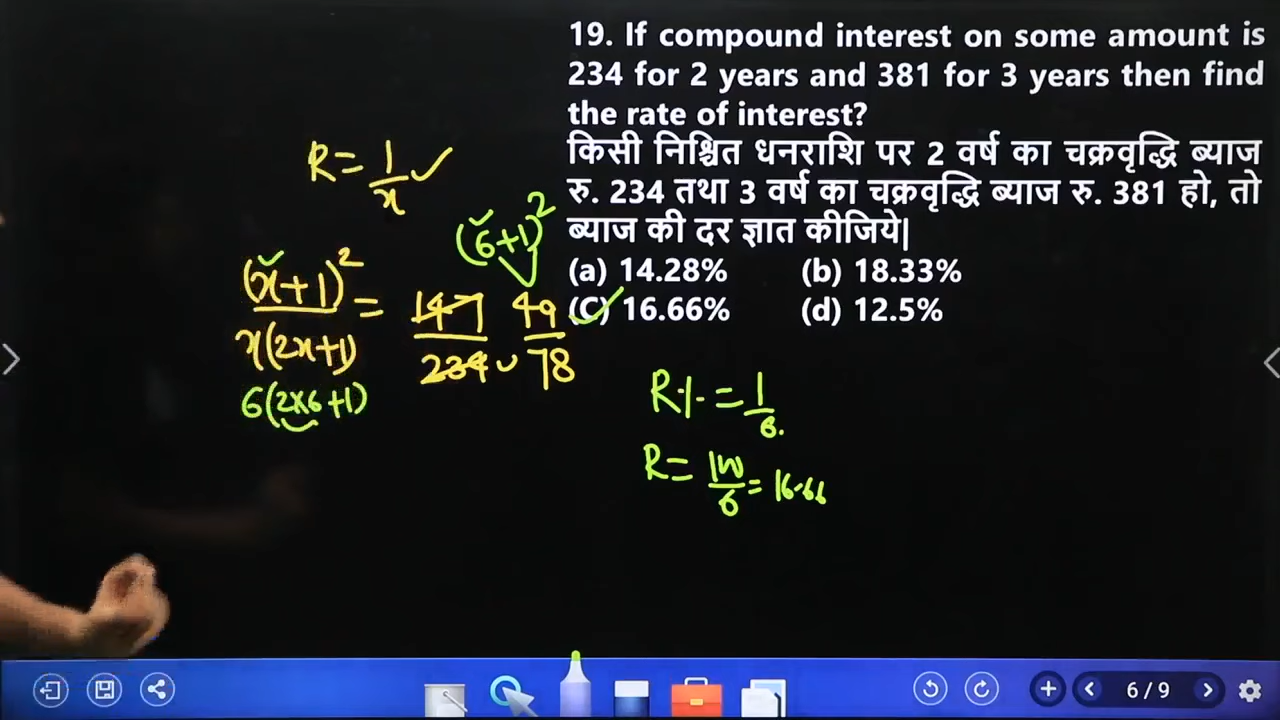 19. If compound interest on some amount is
234 for 2 years and 381 for 3 years then find
the rate of interest?
किसी निश्चित धनराशि पर 2 वर्ष का चक्रवृद्धि ब्याज
रु. 234 तथा 3 वर्ष का चक्रवृद्धि ब्याज रु. 381 हो, तो
ब्याज की दर ज्ञात कीजिये|
(a) 14.28% (b) 18.33%
(C) 16.66% (d) 12.5%
R = 1/x ✓
(6+1)²
(x+1)²/x(2x+1) = 147/234 49/78
6(2x6+1)
R% = 1/6
R = 100/6 = 16.66
6 / 9